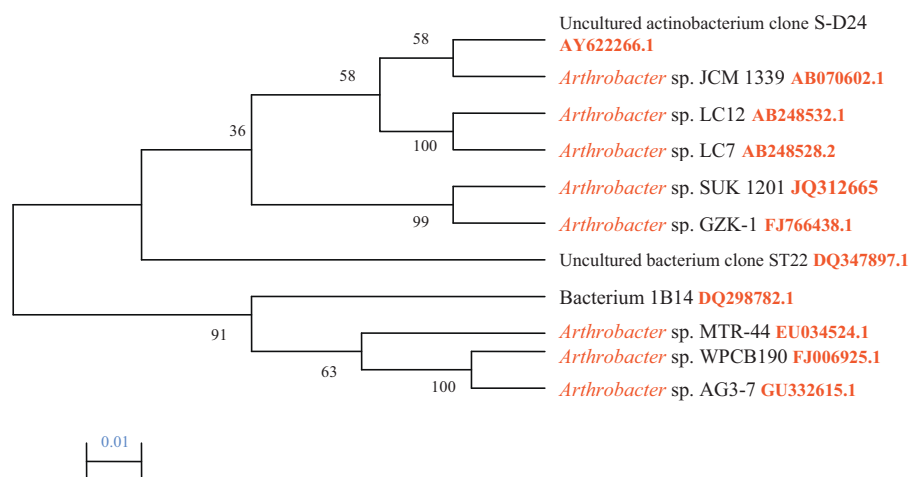 Uncultured actinobacterium clone S-D24
AY622266.1
58
Arthrobacter sp. JCM 1339 AB070602.1
58
Arthrobacter sp. LC12 AB248532.1
36
100
Arthrobacter sp. LC7 AB248528.2
Arthrobacter sp. SUK 1201 JQ312665
99
Arthrobacter sp. GZK-1 FJ766438.1
Uncultured bacterium clone ST22 DQ347897.1
Bacterium 1B14 DQ298782.1
91
Arthrobacter sp. MTR-44 EU034524.1
Arthrobacter sp. WPCB190 FJ006925.1
63
100
Arthrobacter sp. AG3-7 GU332615.1
0.01